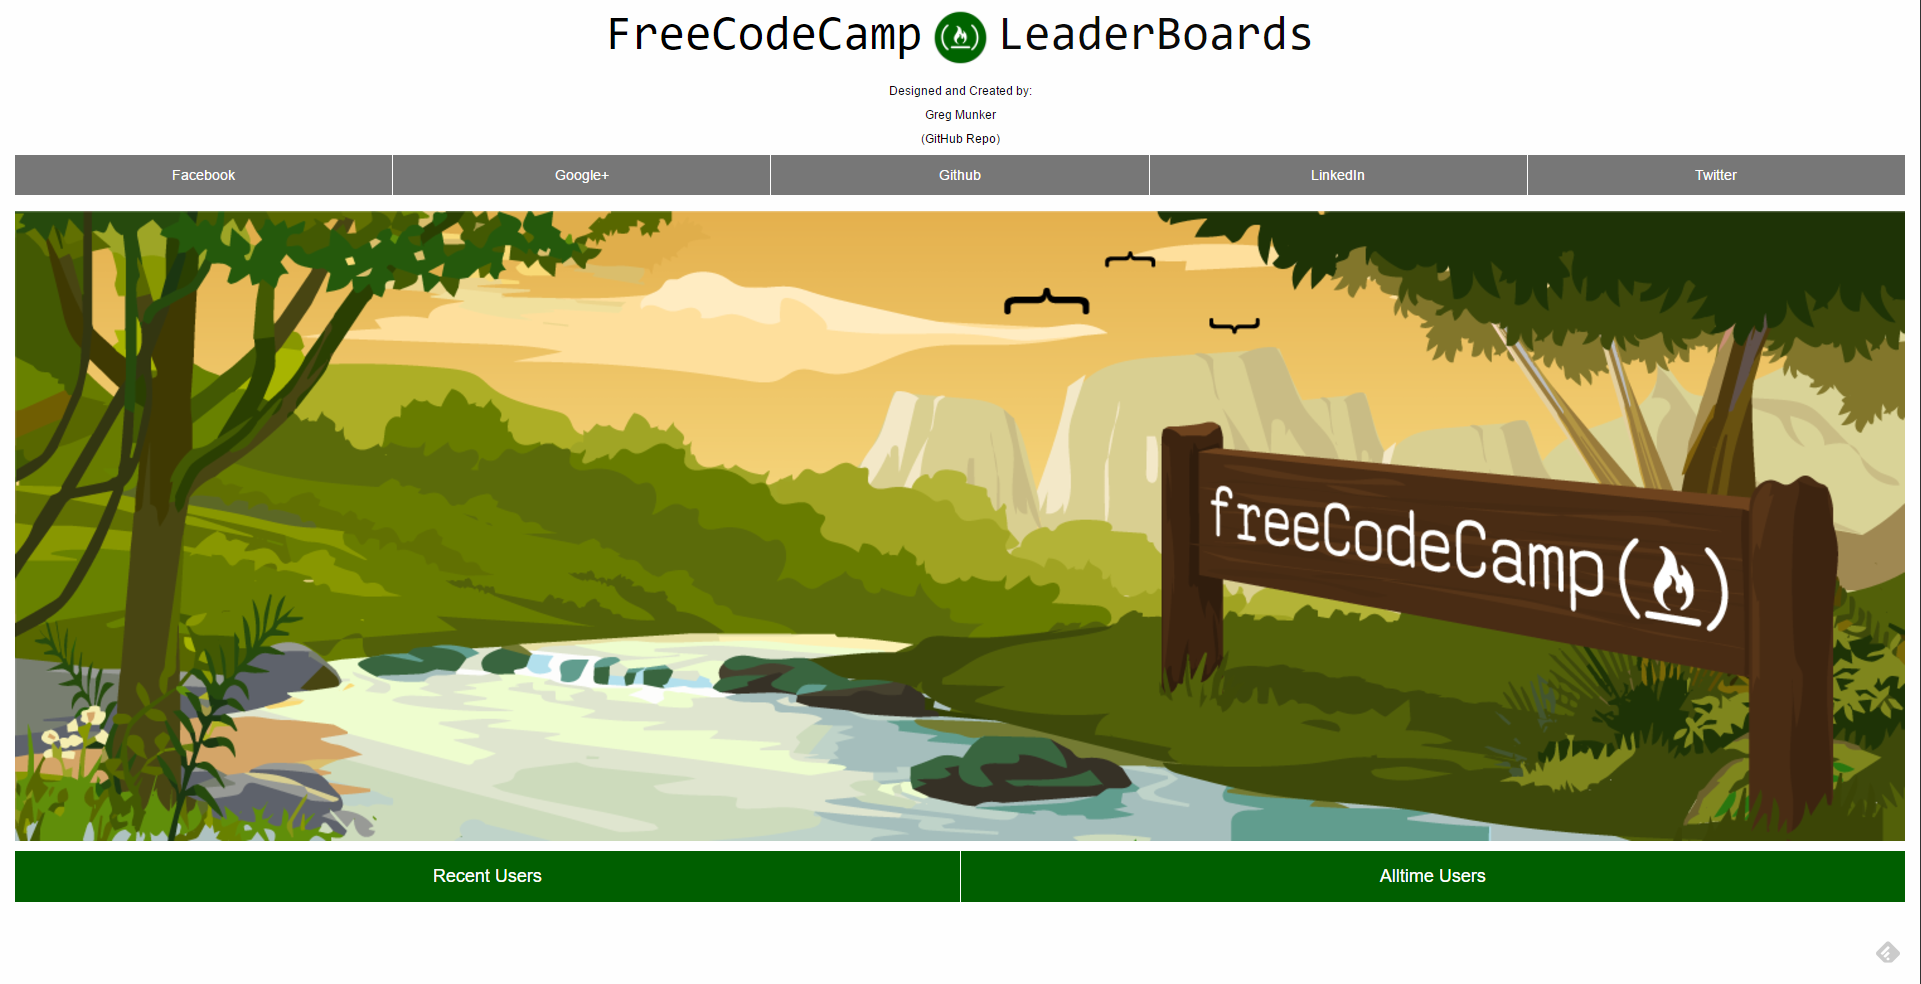 FreeCodeCamp LeaderBoards
Designed and Created by:
Greg Munker
(GitHub Repo)
Facebook Google+ Github LinkedIn Twitter
freeCodeCamp
Recent Users Alltime Users